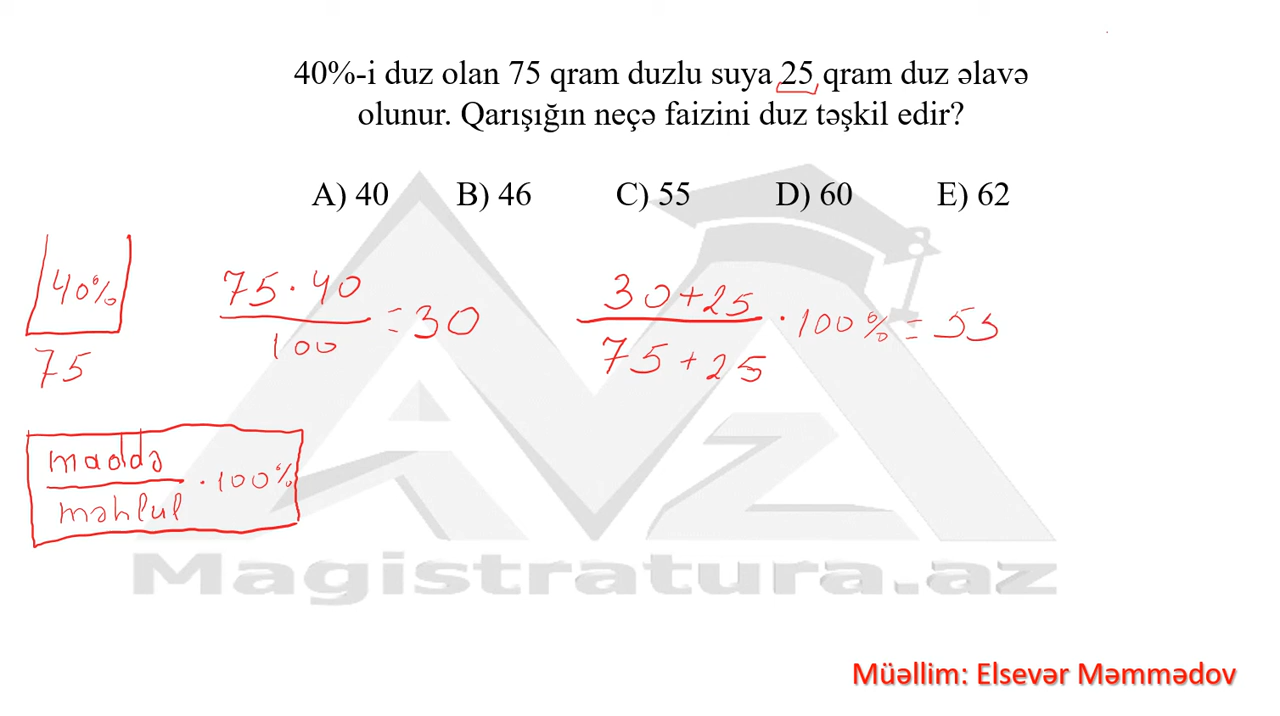 40%-i duz olan 75 qram duzlu suya 25 qram duz əlavə
olunur. Qarışığın neçə faizini duz təşkil edir?
A) 40 B) 46 C) 55 D) 60 E) 62
40%
75
75 · 40
100
= 30
30+25
75+25
· 100% = 55
maddə
məhlul
· 100%
Magistratura.az
Müəllim: Elsevər Məmmədov